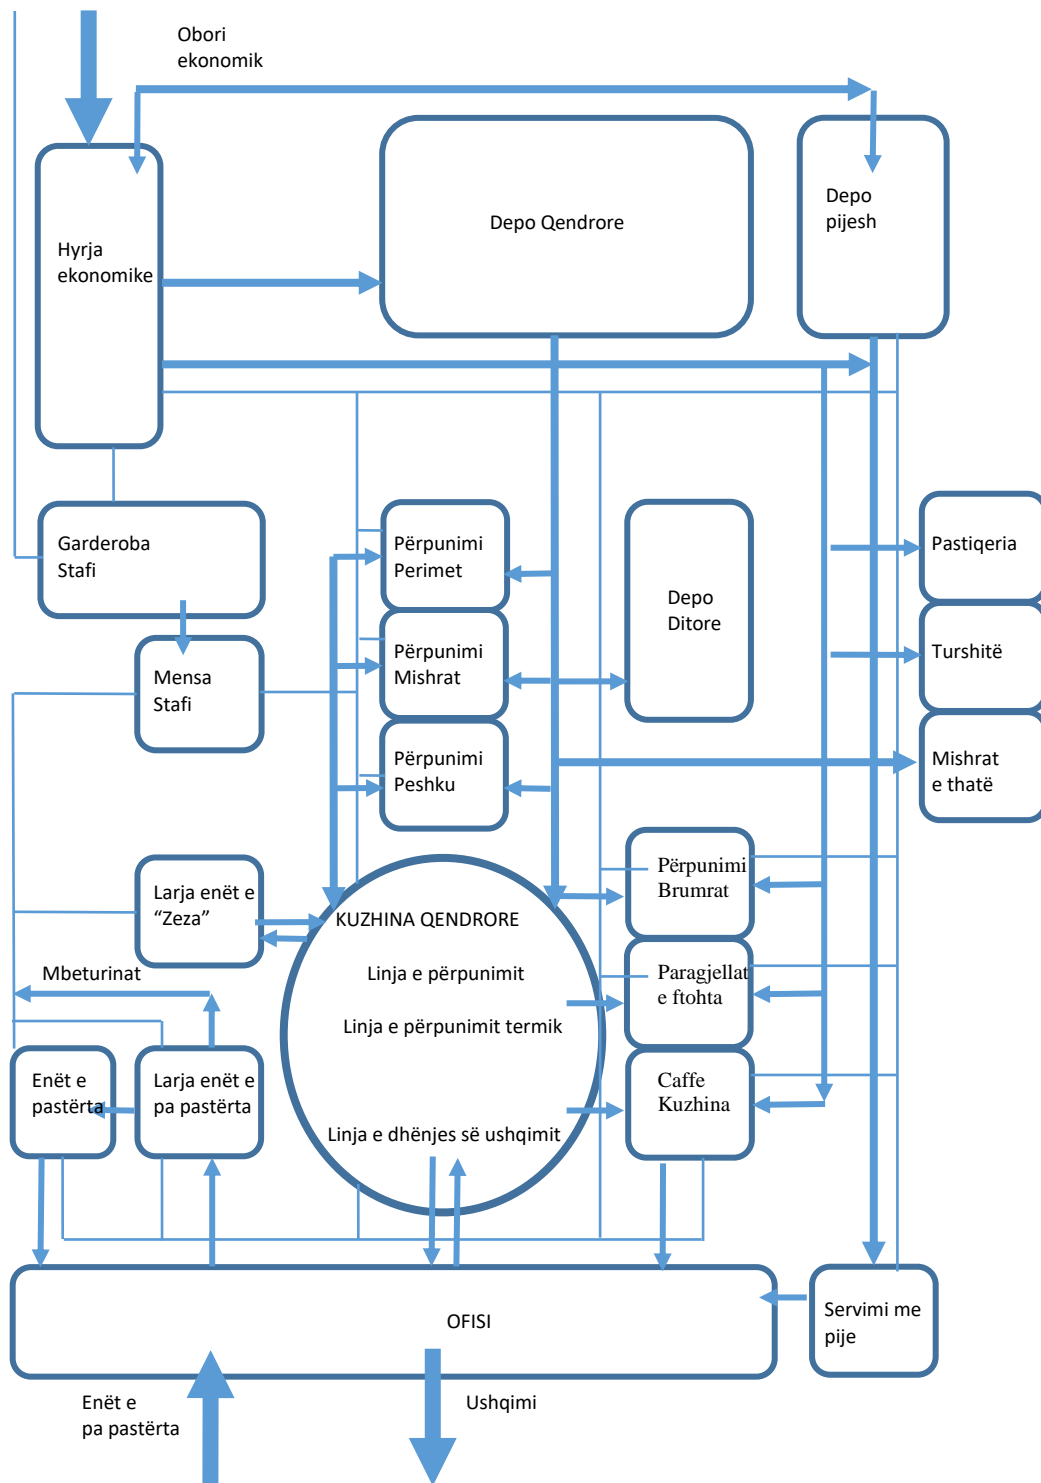 Obori
ekonomik
Depo Qendrore
Depo
pijesh
Hyrja
ekonomike
Garderoba
Stafi
Përpunimi
Perimet
Pastiqeria
Depo
Ditore
Mensa
Stafi
Përpunimi
Mishrat
Turshitë
Përpunimi
Peshku
Mishrat
e thatë
Përpunimi
Brumrat
Larja enët e
“Zeza”
KUZHINA QENDRORE
Linja e përpunimit
Linja e përpunimit termik
Linja e dhënjes së ushqimit
Paragjellat
e ftohta
Mbeturinat
Enët e
pastërta
Larja enët e
pa pastërta
Caffe
Kuzhina
OFISI
Servimi me
pije
Enët e
pa pastërta
Ushqimi